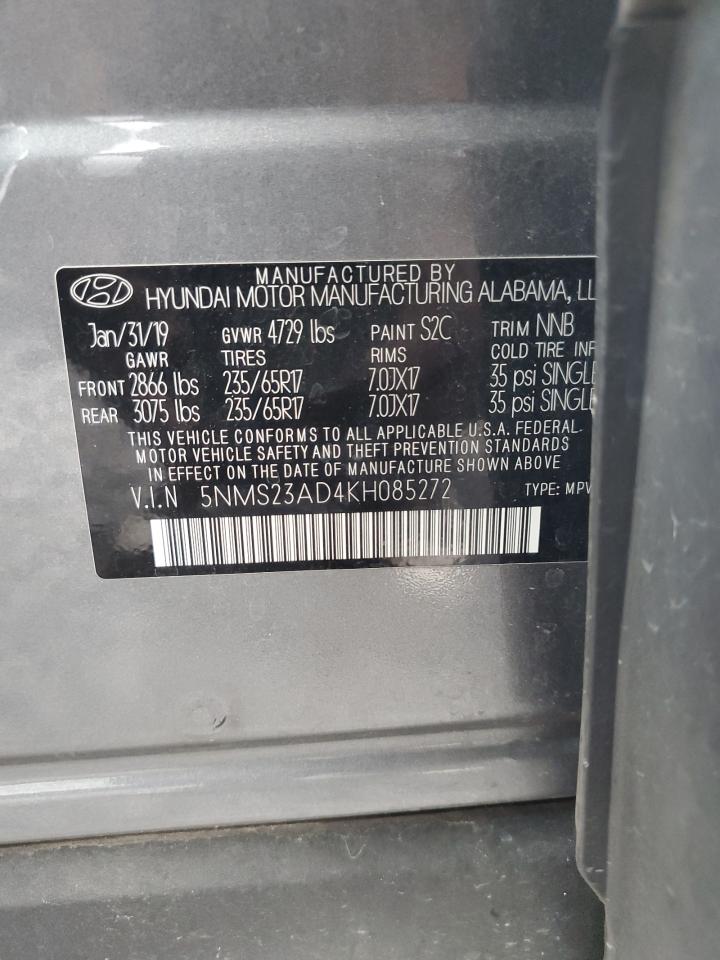 MANUFACTURED BY
HYUNDAI MOTOR MANUFACTURING ALABAMA, LL
Jan/31/19 GVWR 4729 lbs PAINT S2C TRIM NNB
GAWR TIRES RIMS COLD TIRE INF
FRONT 2866 lbs 235/65R17 7.0JX17 35 psi SINGLE
REAR 3075 lbs 235/65R17 7.0JX17 35 psi SINGLE
THIS VEHICLE CONFORMS TO ALL APPLICABLE U.S.A. FEDERAL
MOTOR VEHICLE SAFETY AND THEFT PREVENTION STANDARDS
IN EFFECT ON THE DATE OF MANUFACTURE SHOWN ABOVE
V.I.N 5NMS23AD4KH085272 TYPE: MPV